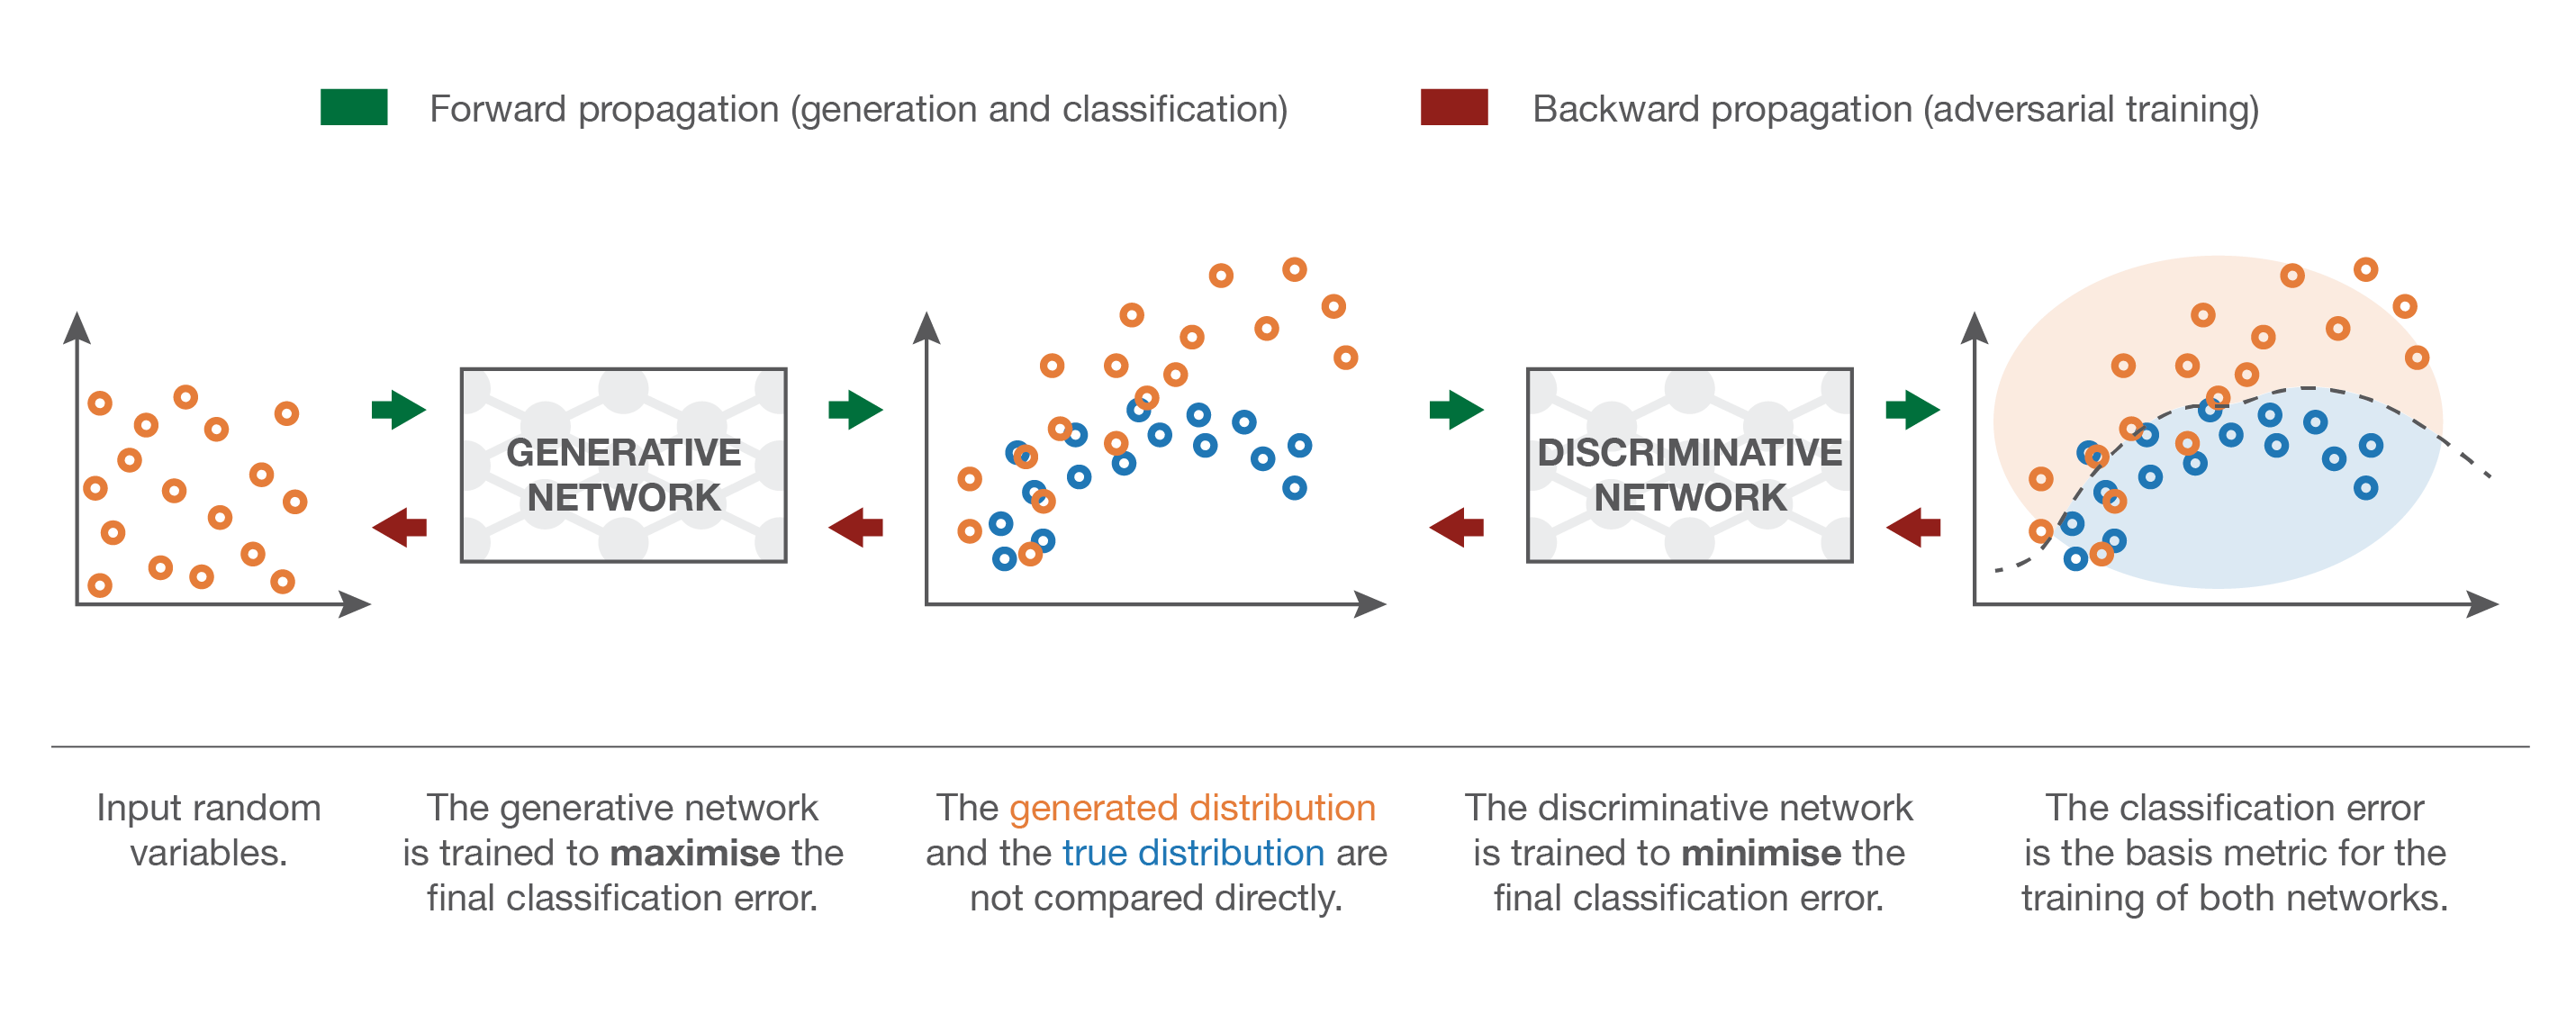 Forward propagation (generation and classification)
Backward propagation (adversarial training)
GENERATIVE
NETWORK
DISCRIMINATIVE
NETWORK
Input random
variables.
The generative network
is trained to maximise the
final classification error.
The generated distribution
and the true distribution are
not compared directly.
The discriminative network
is trained to minimise the
final classification error.
The classification error
is the basis metric for the
training of both networks.